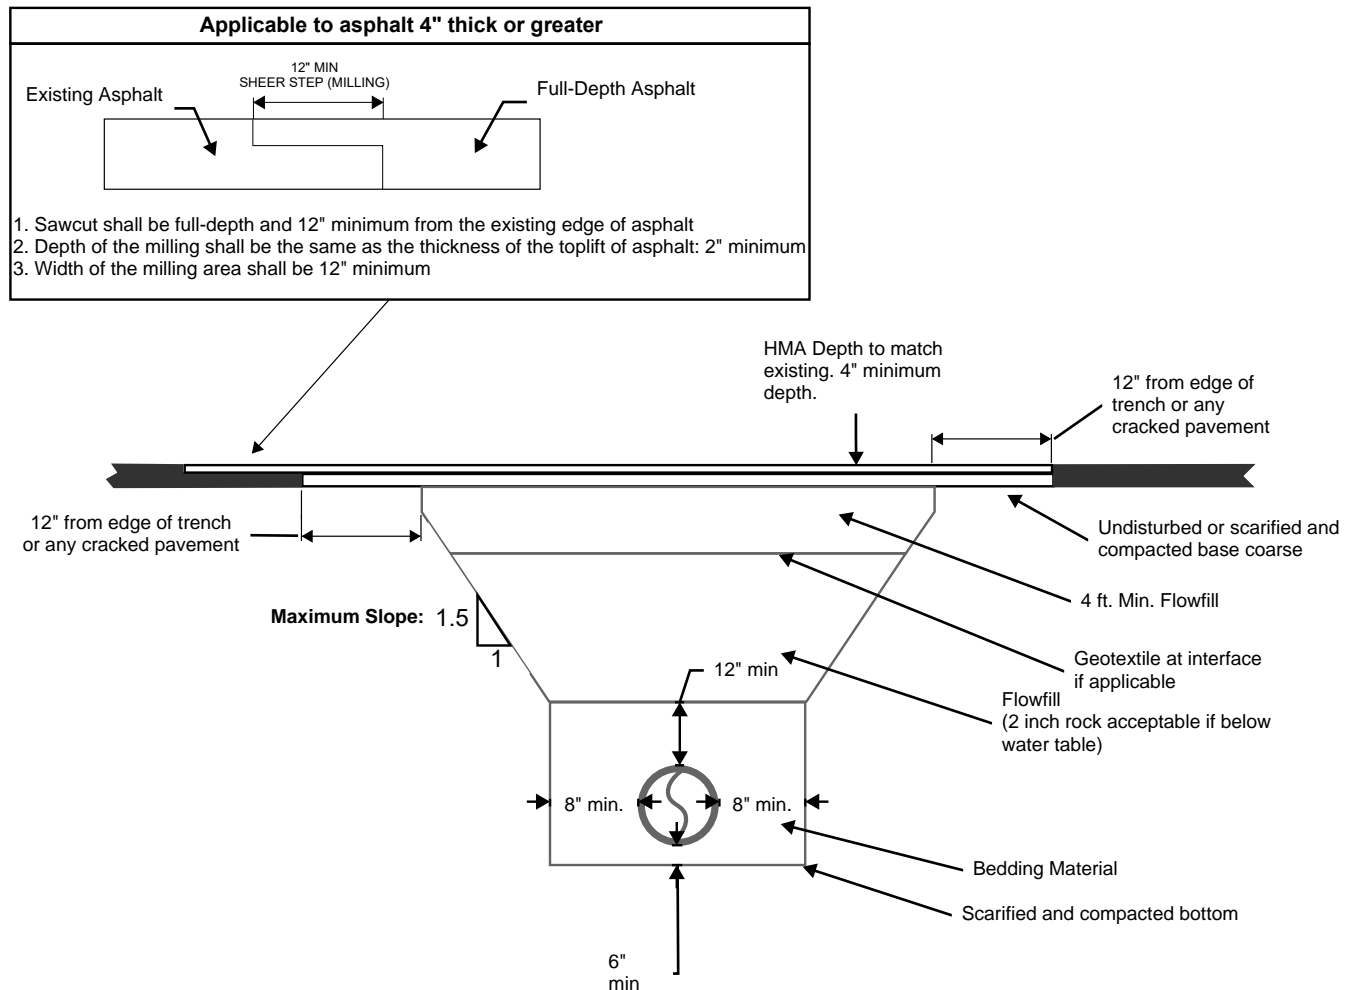 Applicable to asphalt 4" thick or greater
12" MIN
SHEER STEP (MILLING)
Existing Asphalt
Full-Depth Asphalt
1. Sawcut shall be full-depth and 12" minimum from the existing edge of asphalt
2. Depth of the milling shall be the same as the thickness of the toplift of asphalt: 2" minimum
3. Width of the milling area shall be 12" minimum
HMA Depth to match
existing. 4" minimum
depth.
12" from edge of
trench or any
cracked pavement
12" from edge of trench
or any cracked pavement
Undisturbed or scarified and
compacted base coarse
4 ft. Min. Flowfill
Maximum Slope: 1.5
1
Geotextile at interface
if applicable
12" min
Flowfill
(2 inch rock acceptable if below
water table)
8" min.
8" min.
Bedding Material
Scarified and compacted bottom
6"
min